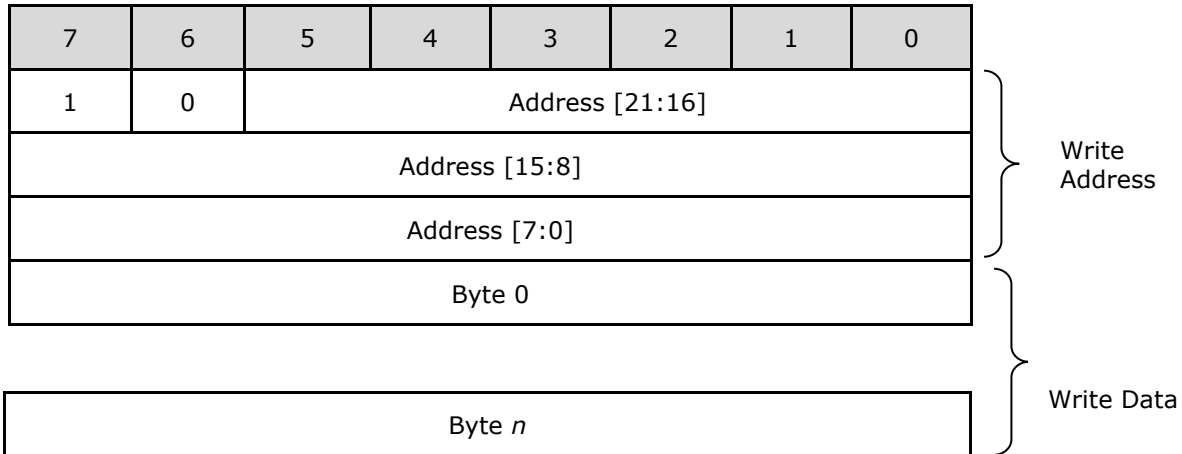 7 6 5 4 3 2 1 0
1 0 Address [21:16]
Address [15:8]
Write
Address
Address [7:0]
Byte 0
Write Data
Byte n